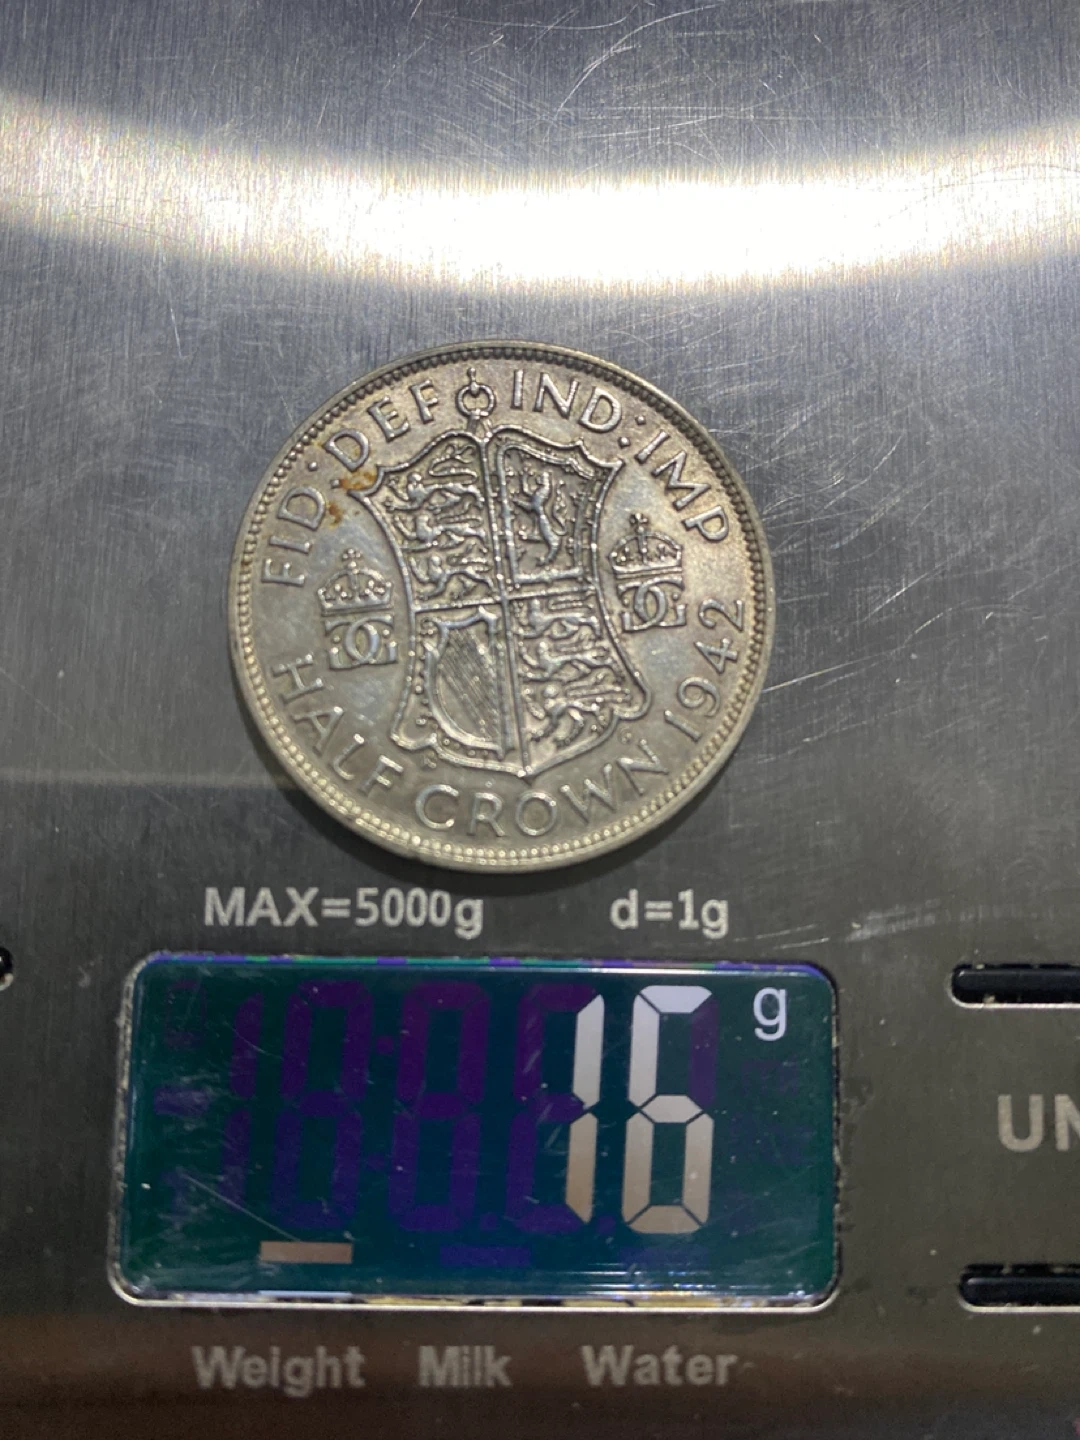 FID: DEF IND: IMP
HALF CROWN 1942
MAX=5000g d=1g
16 g
UN
Weight Milk Water